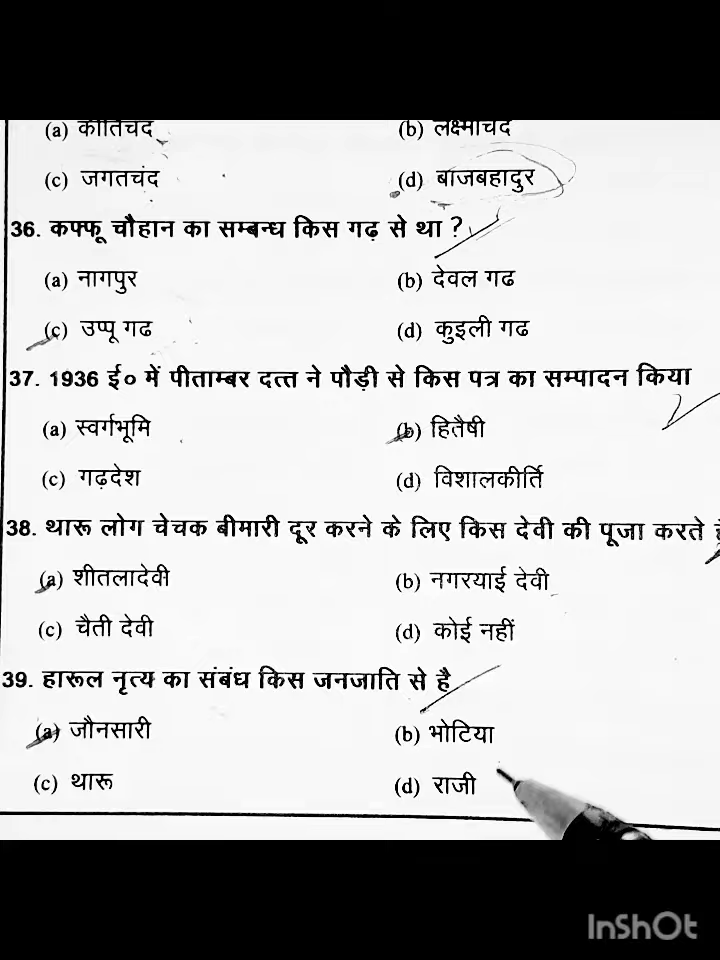 (a) कीर्तिचंद (b) लक्ष्मीचंद
(c) जगतचंद (d) बाजबहादुर
36. कफ्फू चौहान का सम्बन्ध किस गढ़ से था ?
(a) नागपुर (b) देवल गढ
(c) उप्पू गढ (d) कुइली गढ
37. 1936 ई० में पीताम्बर दत्त ने पौड़ी से किस पत्र का सम्पादन किया
(a) स्वर्गभूमि (b) हितैषी
(c) गढ़देश (d) विशालकीर्ति
38. थारू लोग चेचक बीमारी दूर करने के लिए किस देवी की पूजा करते
(a) शीतलादेवी (b) नगरयाई देवी
(c) चैती देवी (d) कोई नहीं
39. हारूल नृत्य का संबंध किस जनजाति से है
(a) जौनसारी (b) भोटिया
(c) थारू (d) राजी
InShOt